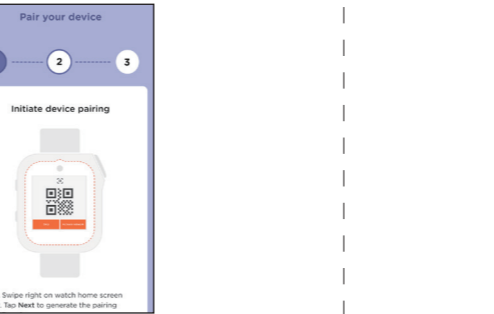 Pair your device
2
3
Initiate device pairing
Swipe right on watch home screen
. Tap Next to generate the pairing